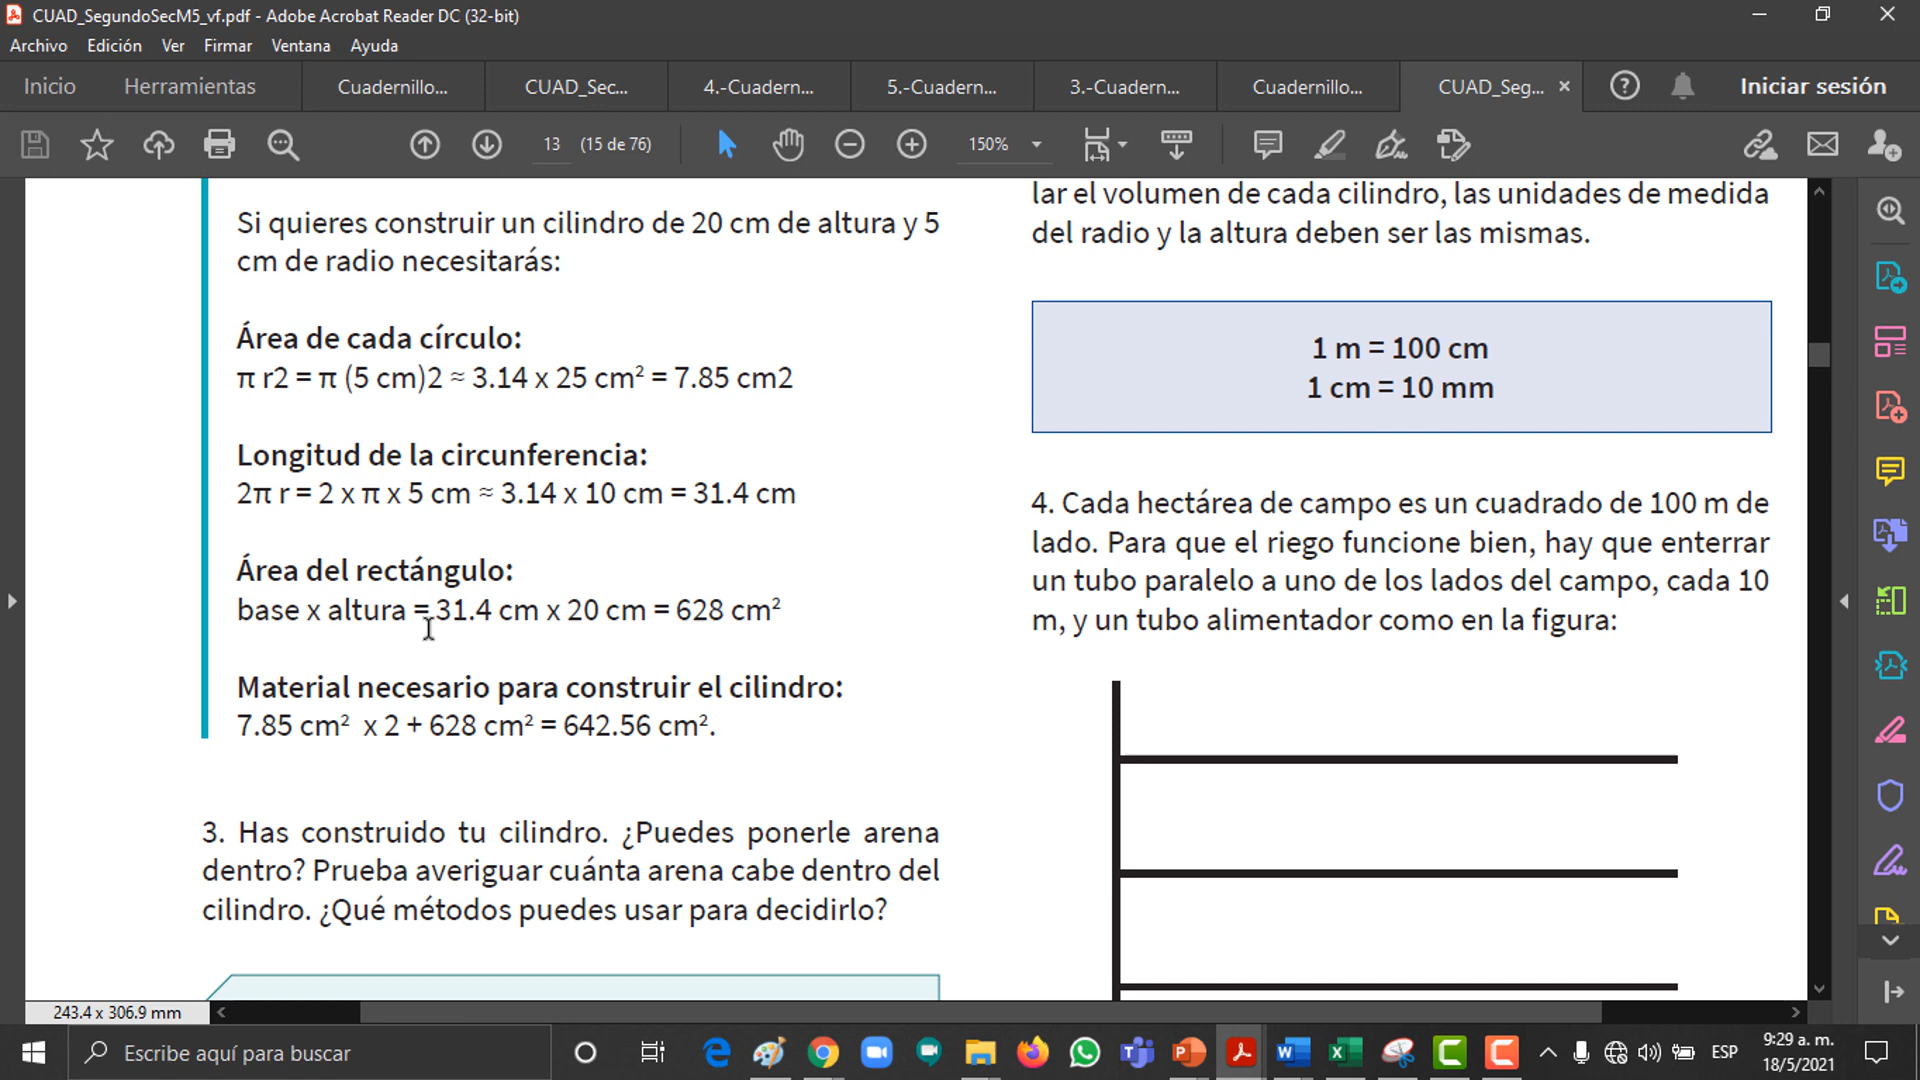 CUAD_SegundoSecM5_vf.pdf - Adobe Acrobat Reader DC (32-bit)
Archivo Edición Ver Firmar Ventana Ayuda
Inicio Herramientas Cuadernillo... CUAD_Sec... 4.-Cuadern... 5.-Cuadern... 3.-Cuadern... Cuadernillo... CUAD_Seg... Iniciar sesión
13 (15 de 76) 150%
Si quieres construir un cilindro de 20 cm de altura y 5
cm de radio necesitarás:
Área de cada círculo:
π r2 = π (5 cm)2 ≈ 3.14 x 25 cm² = 7.85 cm2
Longitud de la circunferencia:
2π r = 2 x π x 5 cm ≈ 3.14 x 10 cm = 31.4 cm
Área del rectángulo:
base x altura = 31.4 cm x 20 cm = 628 cm²
Material necesario para construir el cilindro:
7.85 cm² x 2 + 628 cm² = 642.56 cm².
3. Has construido tu cilindro. ¿Puedes ponerle arena
dentro? Prueba averiguar cuánta arena cabe dentro del
cilindro. ¿Qué métodos puedes usar para decidirlo?
lar el volumen de cada cilindro, las unidades de medida
del radio y la altura deben ser las mismas.
1 m = 100 cm
1 cm = 10 mm
4. Cada hectárea de campo es un cuadrado de 100 m de
lado. Para que el riego funcione bien, hay que enterrar
un tubo paralelo a uno de los lados del campo, cada 10
m, y un tubo alimentador como en la figura:
243.4 x 306.9 mm
Escribe aquí para buscar
ESP
9:29 a. m.
18/5/2021